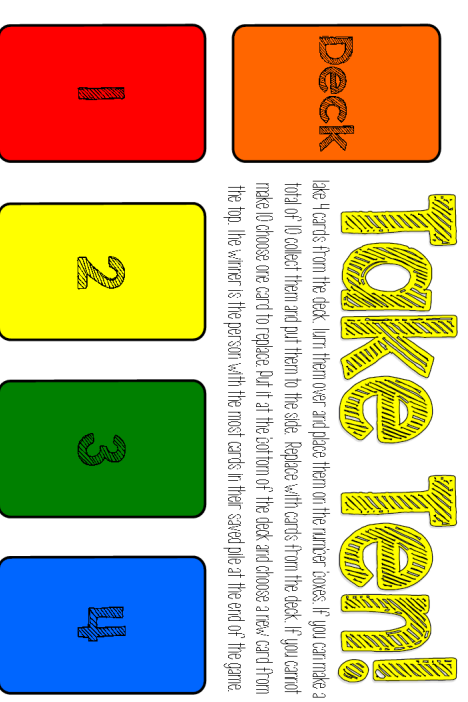 Take Ten!
Deck
Take 4 cards from the deck. Turn them over and place them on the number boxes. If you can make a
total of 10 collect them and put them to the side. Replace with cards from the deck. If you cannot
make 10 choose one card to replace. Put it at the bottom of the deck and choose a new card from
the top. The winner is the person with the most cards in their saved pile at the end of the game.
1
2
3
4